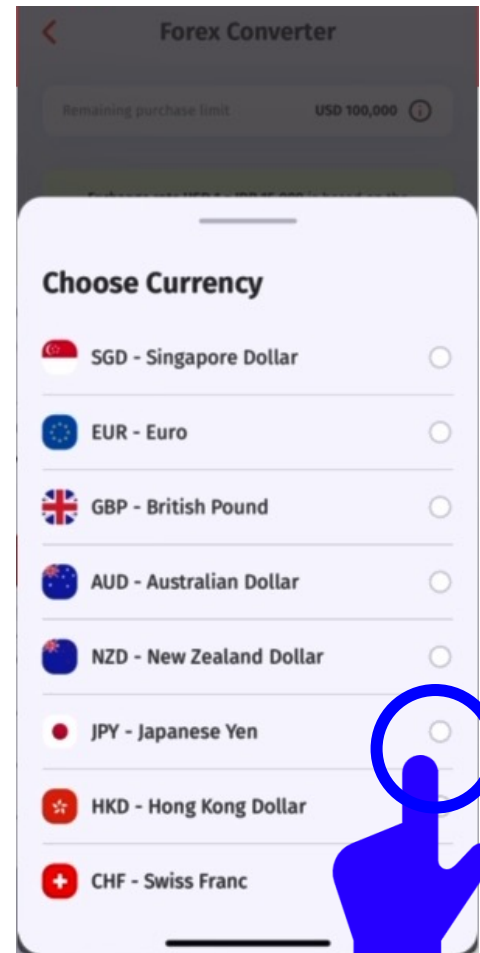 Forex Converter
Remaining purchase limit USD 100,000
Choose Currency
SGD - Singapore Dollar
EUR - Euro
GBP - British Pound
AUD - Australian Dollar
NZD - New Zealand Dollar
JPY - Japanese Yen
HKD - Hong Kong Dollar
CHF - Swiss Franc